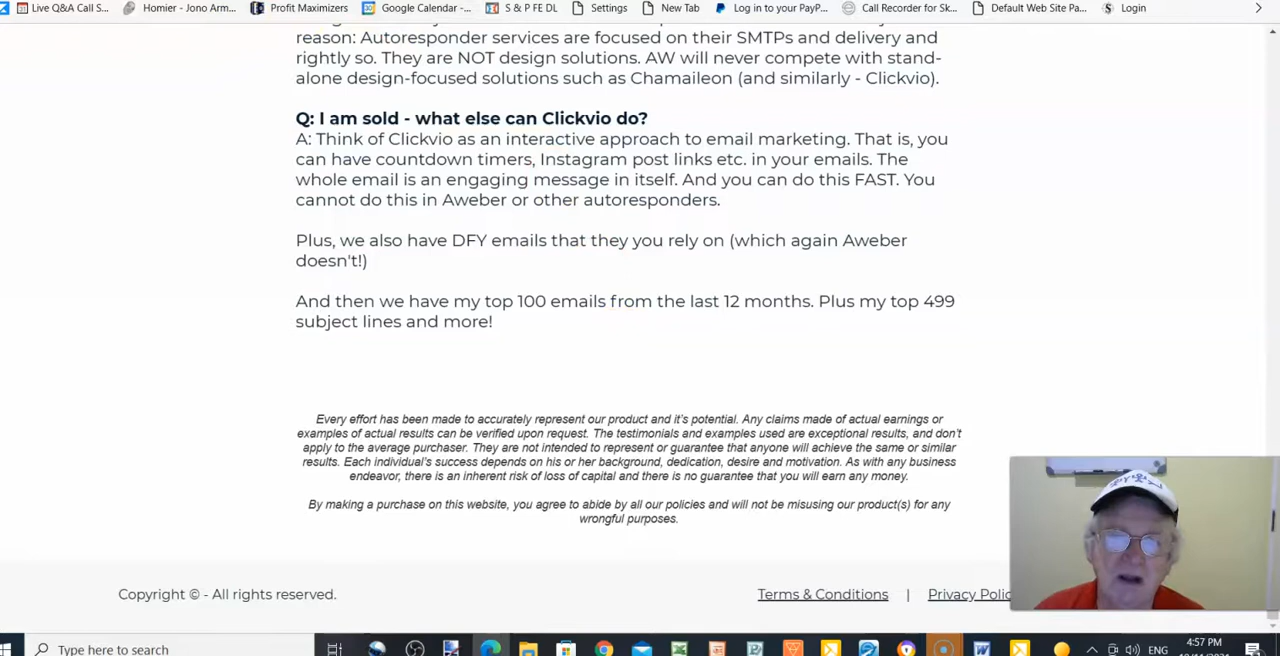 Live Q&A Call S... Homier - Jono Arm... Profit Maximizers Google Calendar -... S & P FE DL Settings New Tab Log in to your PayP... Call Recorder for Sk... Default Web Site Pa... Login
reason: Autoresponder services are focused on their SMTPs and delivery and
rightly so. They are NOT design solutions. AW will never compete with stand-
alone design-focused solutions such as Chamaileon (and similarly - Clickvio).
Q: I am sold - what else can Clickvio do?
A: Think of Clickvio as an interactive approach to email marketing. That is, you
can have countdown timers, Instagram post links etc. in your emails. The
whole email is an engaging message in itself. And you can do this FAST. You
cannot do this in Aweber or other autoresponders.
Plus, we also have DFY emails that they you rely on (which again Aweber
doesn't!)
And then we have my top 100 emails from the last 12 months. Plus my top 499
subject lines and more!
Every effort has been made to accurately represent our product and it's potential. Any claims made of actual earnings or
examples of actual results can be verified upon request. The testimonials and examples used are exceptional results, and don't
apply to the average purchaser. They are not intended to represent or guarantee that anyone will achieve the same or similar
results. Each individual's success depends on his or her background, dedication, desire and motivation. As with any business
endeavor, there is an inherent risk of loss of capital and there is no guarantee that you will earn any money.
By making a purchase on this website, you agree to abide by all our policies and will not be misusing our product(s) for any
wrongful purposes.
Copyright © - All rights reserved. Terms & Conditions | Privacy Polic
Type here to search ENG 4:57 PM